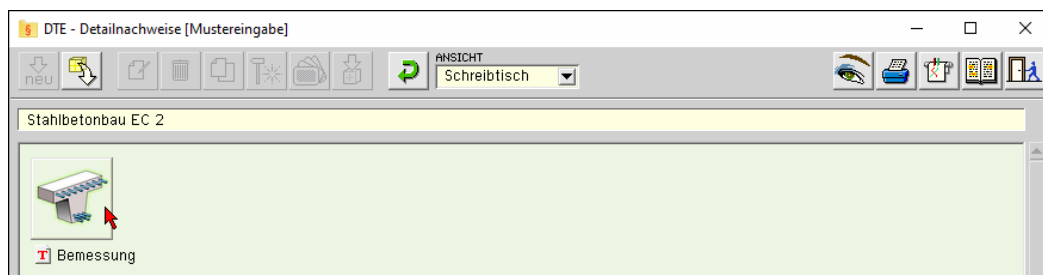 DTE - Detailnachweise [Mustereingabe]
neu
ANSICHT
Schreibtisch
Stahlbetonbau EC 2
T Bemessung